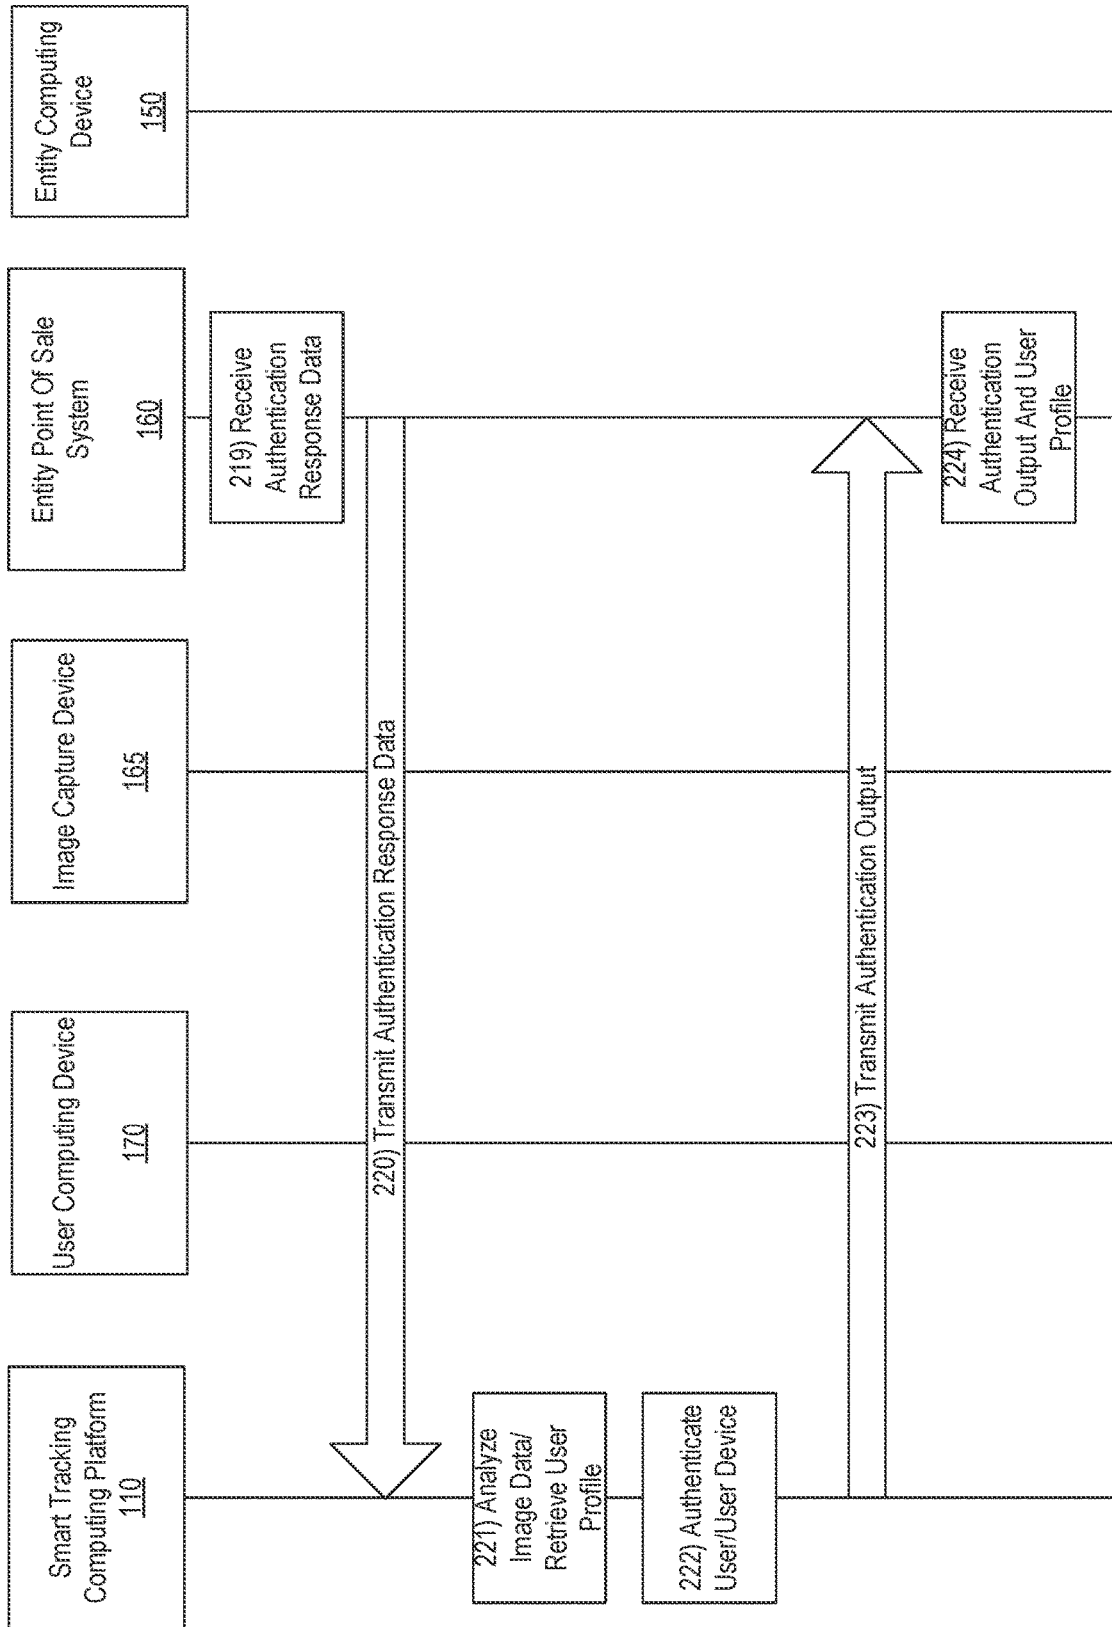 Smart Tracking
Computing Platform
110
User Computing Device
170
Image Capture Device
165
Entity Point Of Sale
System
160
Entity Computing
Device
150
219) Receive
Authentication
Response Data
220) Transmit Authentication Response Data
221) Analyze
Image Data/
Retrieve User
Profile
222) Authenticate
User/User Device
223) Transmit Authentication Output
224) Receive
Authentication
Output And User
Profile